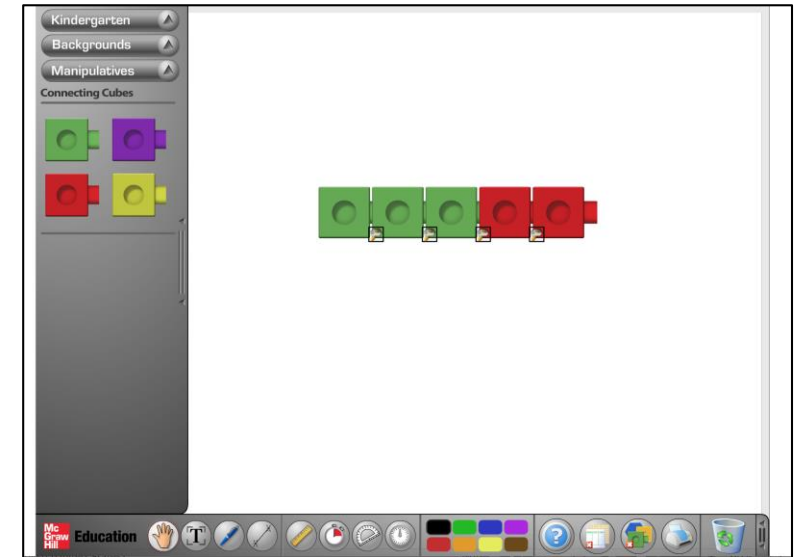 Kindergarten
Backgrounds
Manipulatives
Connecting Cubes
Mc
Graw
Hill
Education
T
?